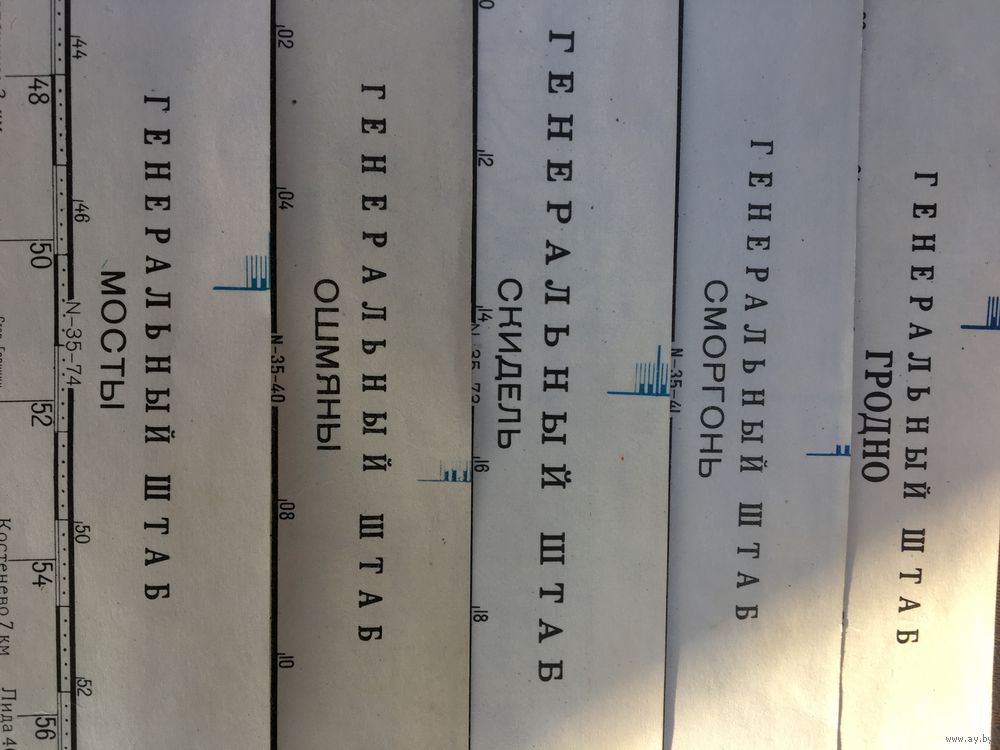 ГЕНЕРАЛЬНЫЙ ШТАБ
ГРОДНО
ГЕНЕРАЛЬНЫЙ ШТАБ
СМОРГОНЬ
N-35-41
ГЕНЕРАЛЬНЫЙ ШТАБ
СКИДЕЛЬ
12
14
16
18
ГЕНЕРАЛЬНЫЙ ШТАБ
ОШМЯНЫ
02
04
N-35-40
08
10
ГЕНЕРАЛЬНЫЙ ШТАБ
МОСТЫ
44
46
N-35-74
50
52
48
50
52
54
56
Костенево 7 км
Лида
www.ay.by